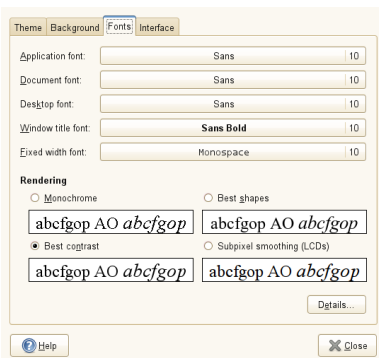 Theme Background Fonts Interface
Application font: Sans 10
Document font: Sans 10
Desktop font: Sans 10
Window title font: Sans Bold 10
Fixed width font: Monospace 10
Rendering
Monochrome Best shapes
abcfgop AO abcfgop abcfgop AO abcfgop
Best contrast Subpixel smoothing (LCDs)
abcfgop AO abcfgop abcfgop AO abcfgop
Details...
Help Close